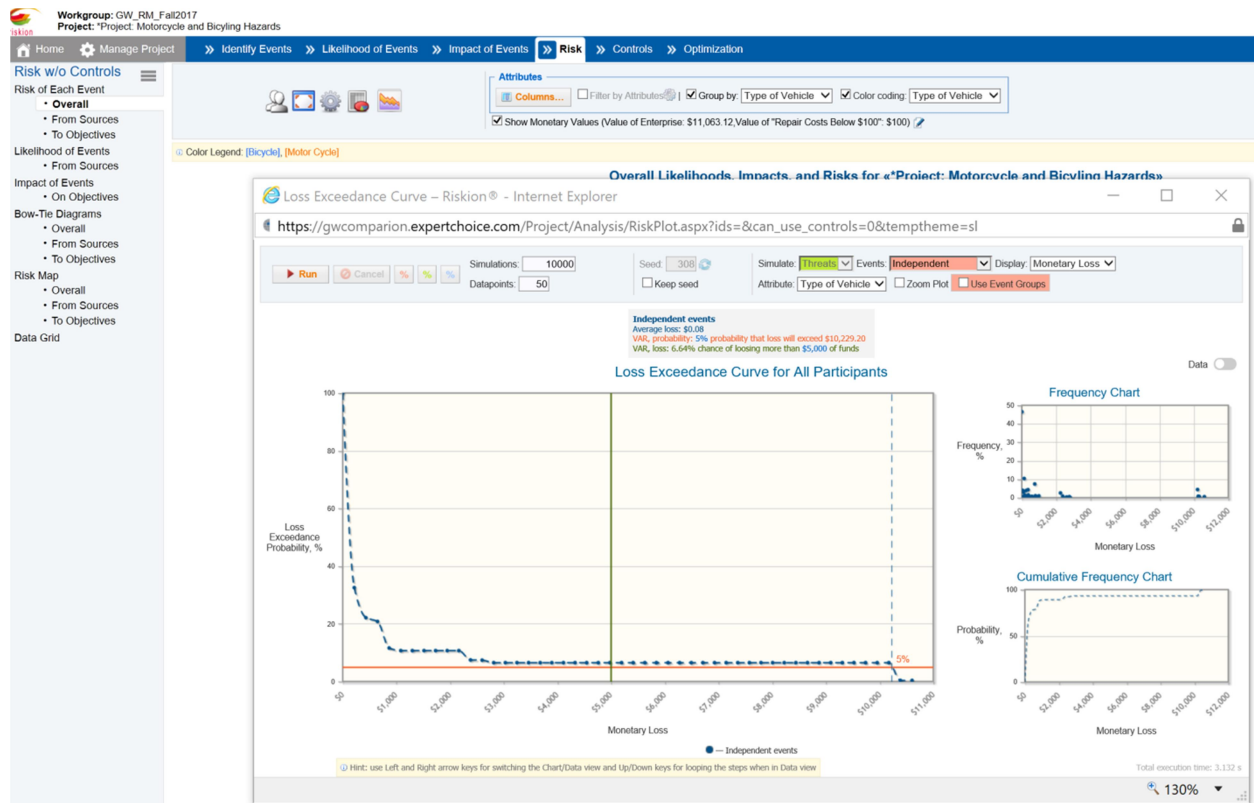 Workgroup: GW_RM_Fall2017
riskion
Project: "Project: Motorcycle and Bicyling Hazards
Home
Manage Project
» Identify Events
» Likelihood of Events
» Impact of Events
» Risk
» Controls
» Optimization
Risk w/o Controls
Risk of Each Event
• Overall
• From Sources
• To Objectives
Likelihood of Events
• From Sources
Impact of Events
• On Objectives
Bow-Tie Diagrams
• Overall
• From Sources
• To Objectives
Risk Map
• Overall
• From Sources
• To Objectives
Data Grid
Attributes
Columns...
Filter by Attributes
| Group by: Type of Vehicle
Color coding: Type of Vehicle
Show Monetary Values (Value of Enterprise: $11,063.12,Value of "Repair Costs Below $100": $100)
Color Legend: [Bicycle], [Motor Cycle]
Overall Likelihoods, Impacts, and Risks for «"Project: Motorcycle and Bicyling Hazards»
Loss Exceedance Curve – Riskion® - Internet Explorer
https://gwcomparion.expertchoice.com/Project/Analysis/RiskPlot.aspx?ids=&can_use_controls=0&temptheme=sl
Run
Cancel
%
%
%
Simulations: 10000
Datapoints: 50
Seed: 308
Keep seed
Simulate: Threats
Events: Independent
Display: Monetary Loss
Attribute: Type of Vehicle
Zoom Plot
Use Event Groups
Independent events
Average loss: $0.08
VAR, probability: 5% probability that loss will exceed $10,229.20
VAR, loss: 6.64% chance of loosing more than $5,000 of funds
Data
Loss Exceedance Curve for All Participants
100
80
60
40
20
0
Loss
Exceedance
Probability, %
5%
$0
$1,000
$2,000
$3,000
$4,000
$5,000
$6,000
$7,000
$8,000
$9,000
$10,000
$11,000
Monetary Loss
— Independent events
Hint: use Left and Right arrow keys for switching the Chart/Data view and Up/Down keys for looping the steps when in Data view
Frequency Chart
50
40
30
20
10
0
Frequency,
%
$0
$2,000
$4,000
$6,000
$8,000
$10,000
$12,000
Monetary Loss
Cumulative Frequency Chart
100
50
0
Probability,
%
$0
$2,000
$4,000
$6,000
$8,000
$10,000
$12,000
Monetary Loss
Total execution time: 3.132 s
130%